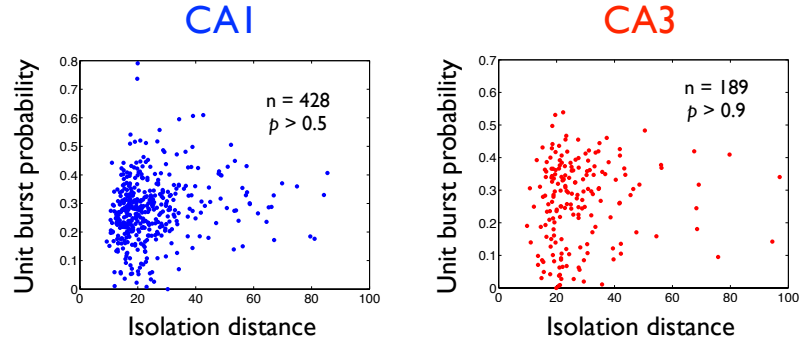 CA1
0.8
0.7
0.6
0.5
0.4
0.3
0.2
0.1
0
0
20
40
60
80
100
Unit burst probability
Isolation distance
n = 428
p > 0.5
CA3
0.7
0.6
0.5
0.4
0.3
0.2
0.1
0
0
20
40
60
80
100
Unit burst probability
Isolation distance
n = 189
p > 0.9